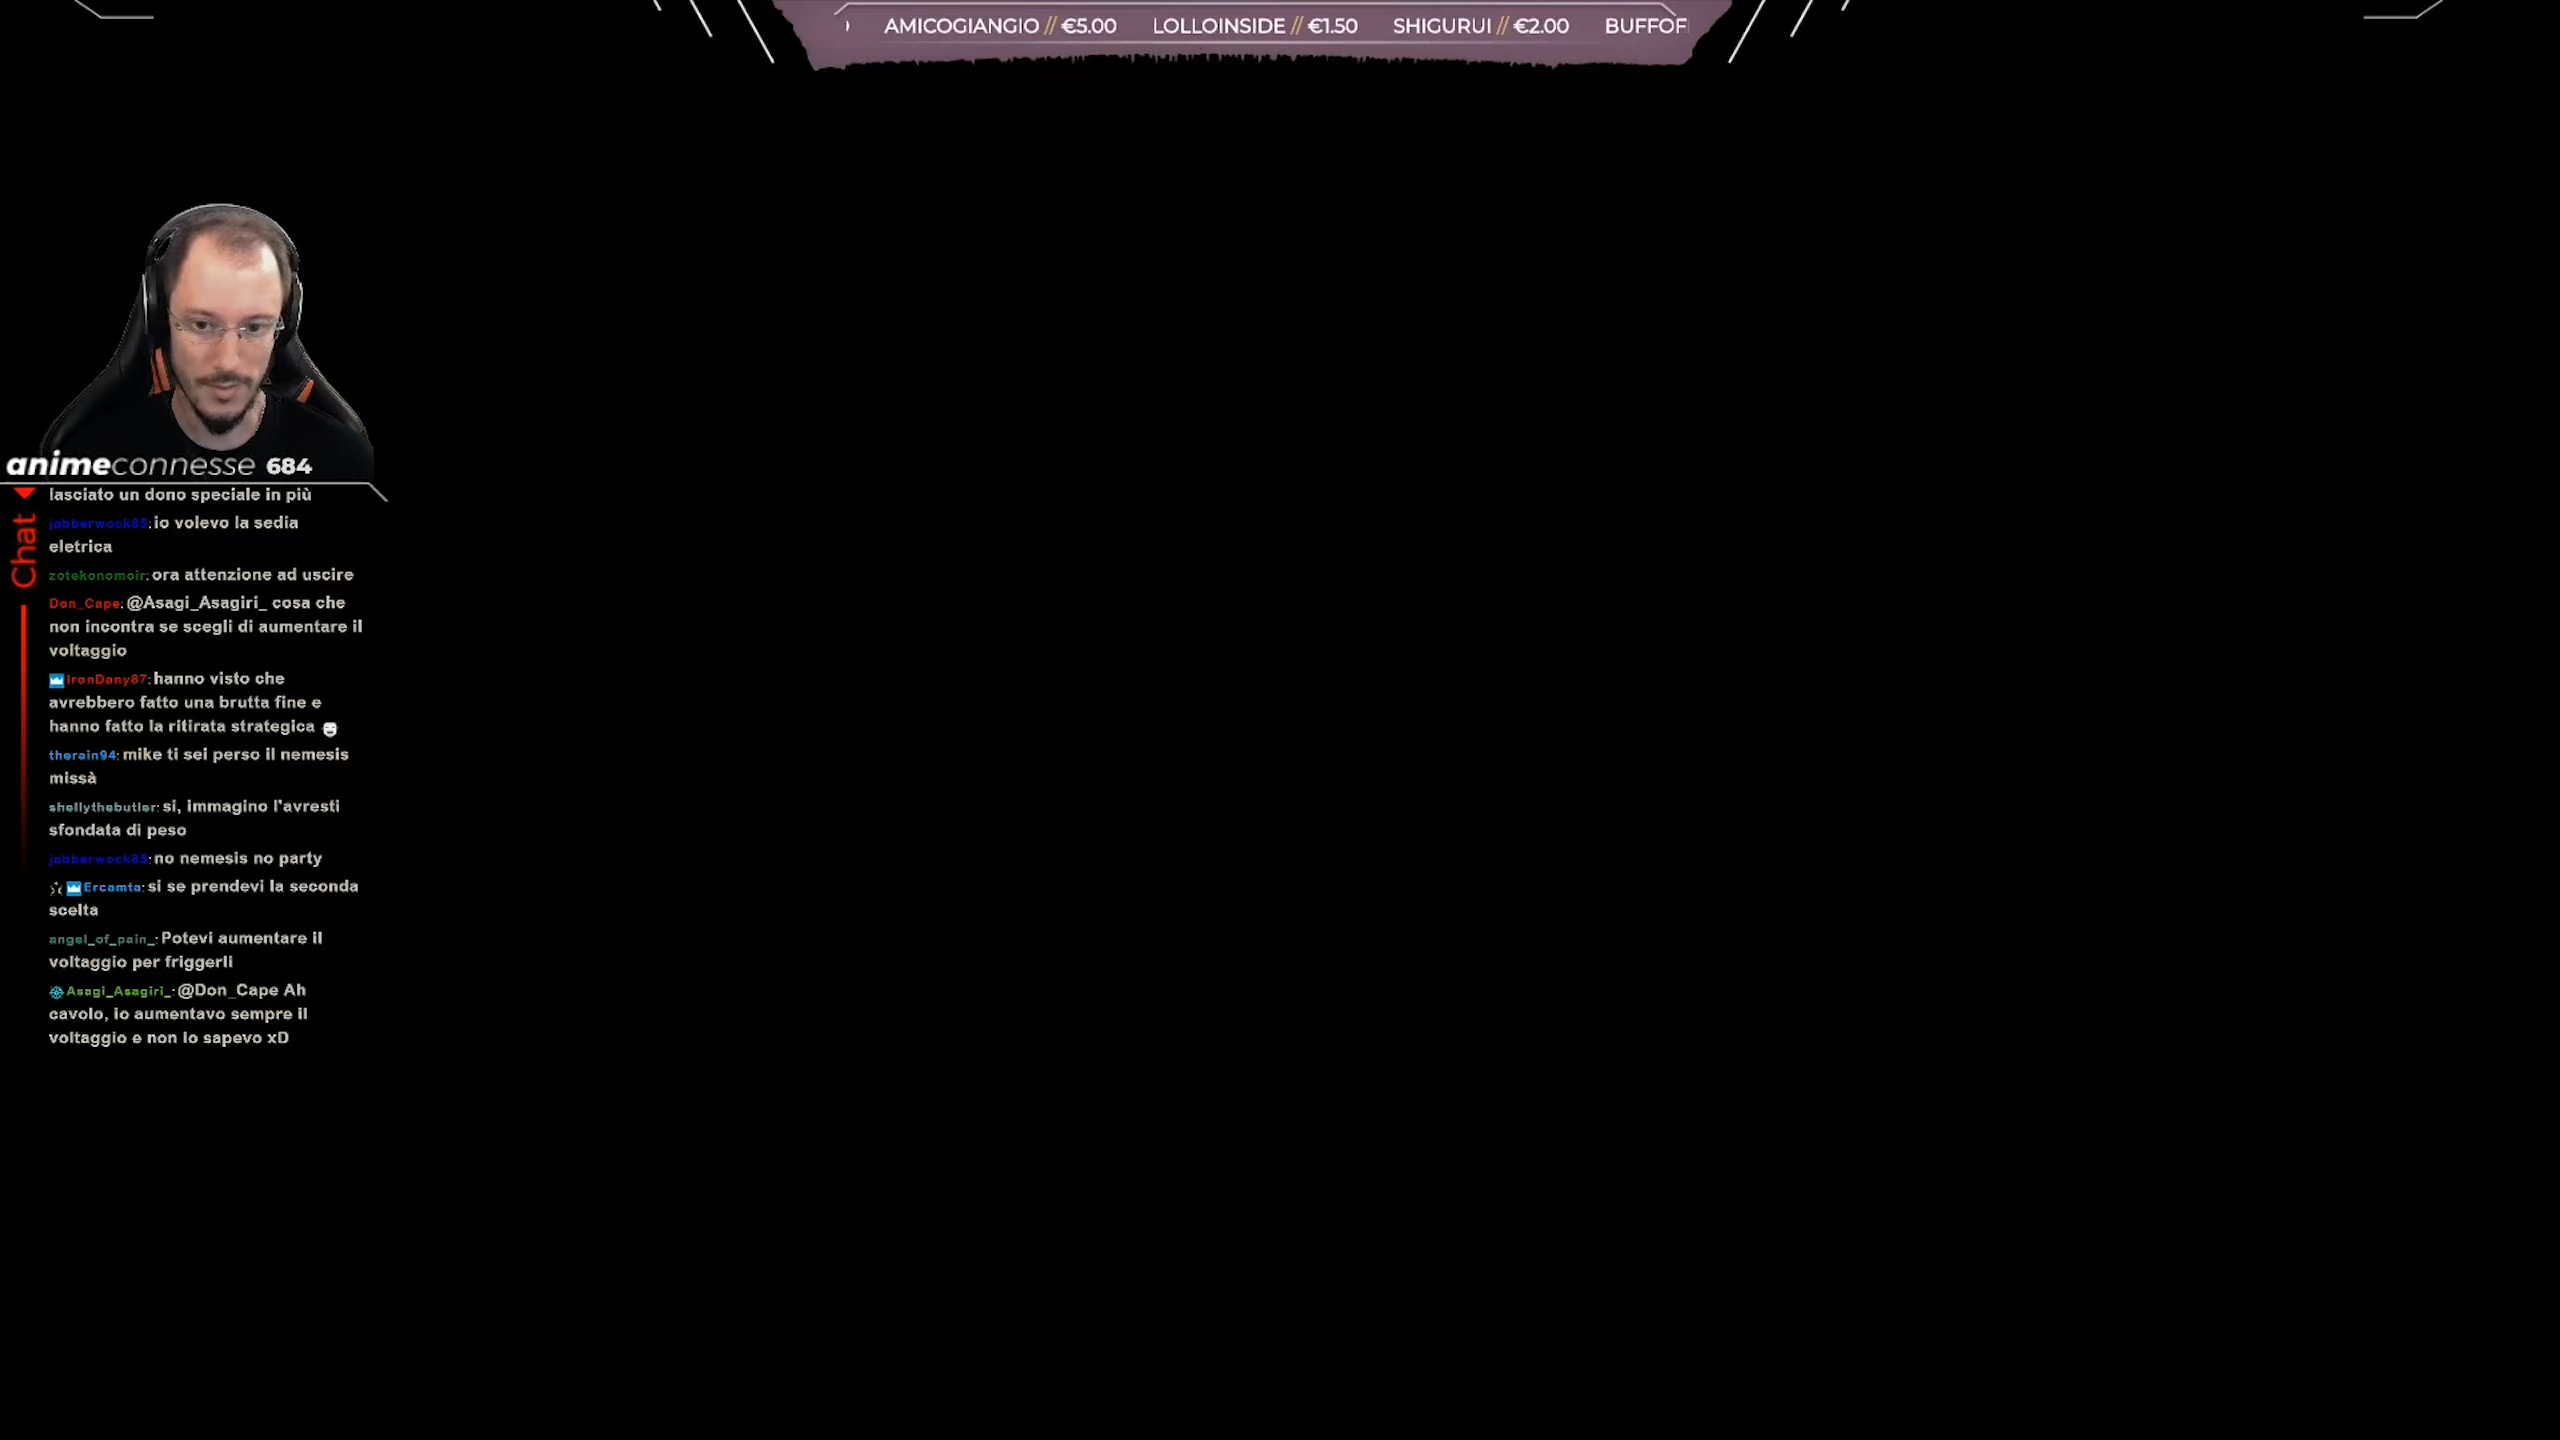 AMICOGIANGIO // €5.00 LOLLOINSIDE // €1.50 SHIGURUI // €2.00 BUFFOF
animeconnesse 684
Chat
lasciato un dono speciale in più
jabberwock85: io volevo la sedia
eletrica
zotekonomoir: ora attenzione ad uscire
Don_Cape: @Asagi_Asagiri_ cosa che
non incontra se scegli di aumentare il
voltaggio
IronDany87: hanno visto che
avrebbero fatto una brutta fine e
hanno fatto la ritirata strategica
therain94: mike ti sei perso il nemesis
missà
shellythebutler: si, immagino l'avresti
sfondata di peso
jabberwock85: no nemesis no party
Ercamta: si se prendevi la seconda
scelta
angel_of_pain_: Potevi aumentare il
voltaggio per friggerli
Asagi_Asagiri_: @Don_Cape Ah
cavolo, io aumentavo sempre il
voltaggio e non lo sapevo xD